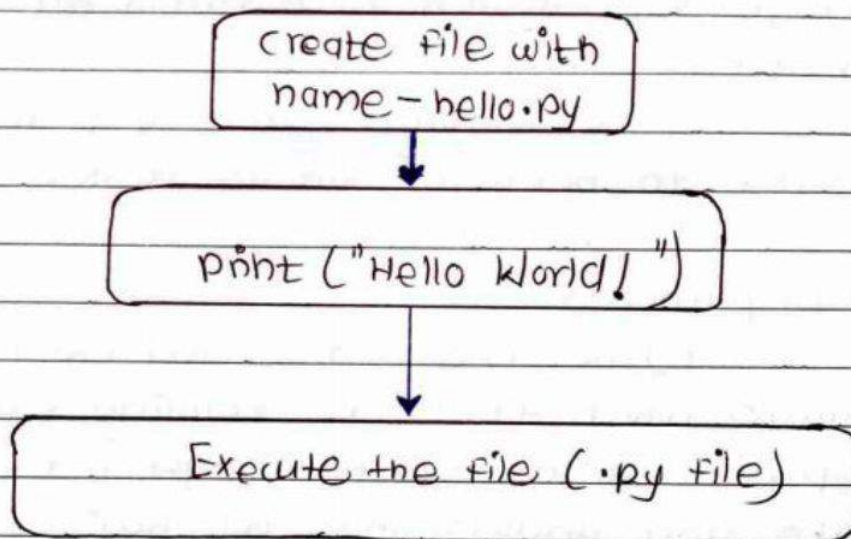 create file with
name-hello.py
print ("Hello World! ")
Execute the file (.py file)